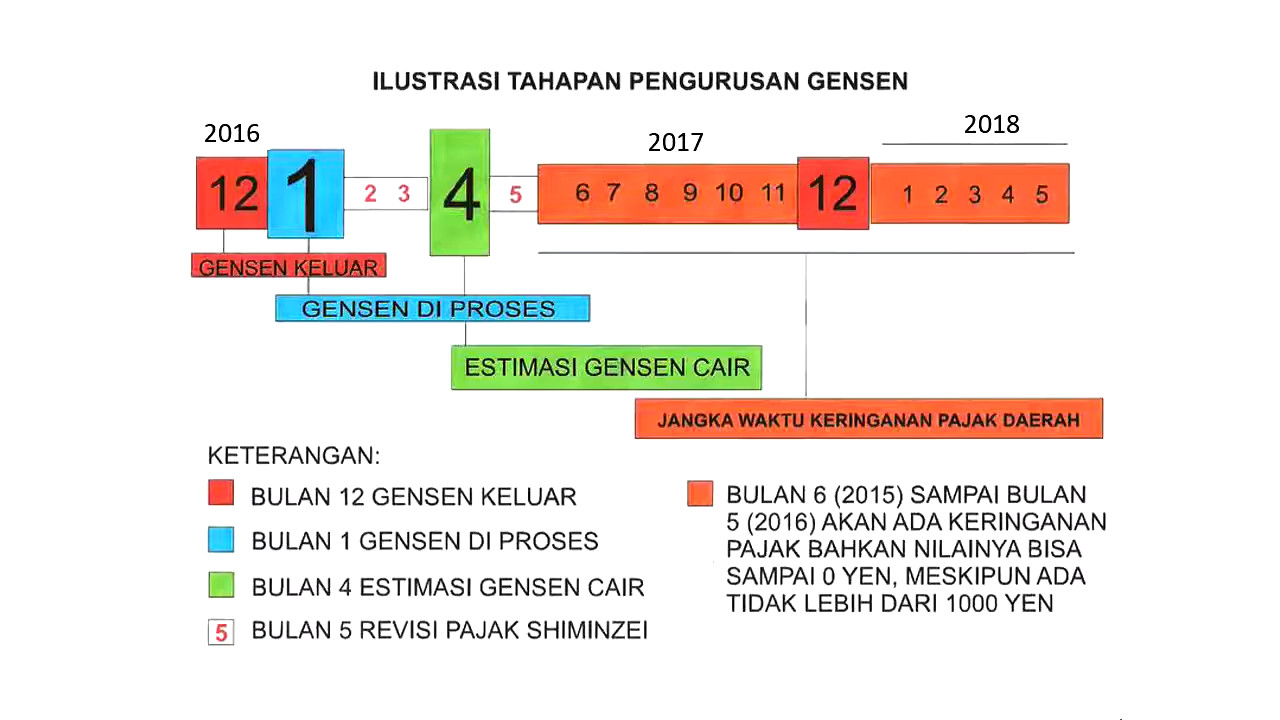 ILUSTRASI TAHAPAN PENGURUSAN GENSEN
2016
2017
2018
12 1 2 3 4 5 6 7 8 9 10 11 12 1 2 3 4 5
GENSEN KELUAR
GENSEN DI PROSES
ESTIMASI GENSEN CAIR
JANGKA WAKTU KERINGANAN PAJAK DAERAH
KETERANGAN:
BULAN 12 GENSEN KELUAR
BULAN 1 GENSEN DI PROSES
BULAN 4 ESTIMASI GENSEN CAIR
5 BULAN 5 REVISI PAJAK SHIMINZEI
BULAN 6 (2015) SAMPAI BULAN
5 (2016) AKAN ADA KERINGANAN
PAJAK BAHKAN NILAINYA BISA
SAMPAI 0 YEN, MESKIPUN ADA
TIDAK LEBIH DARI 1000 YEN